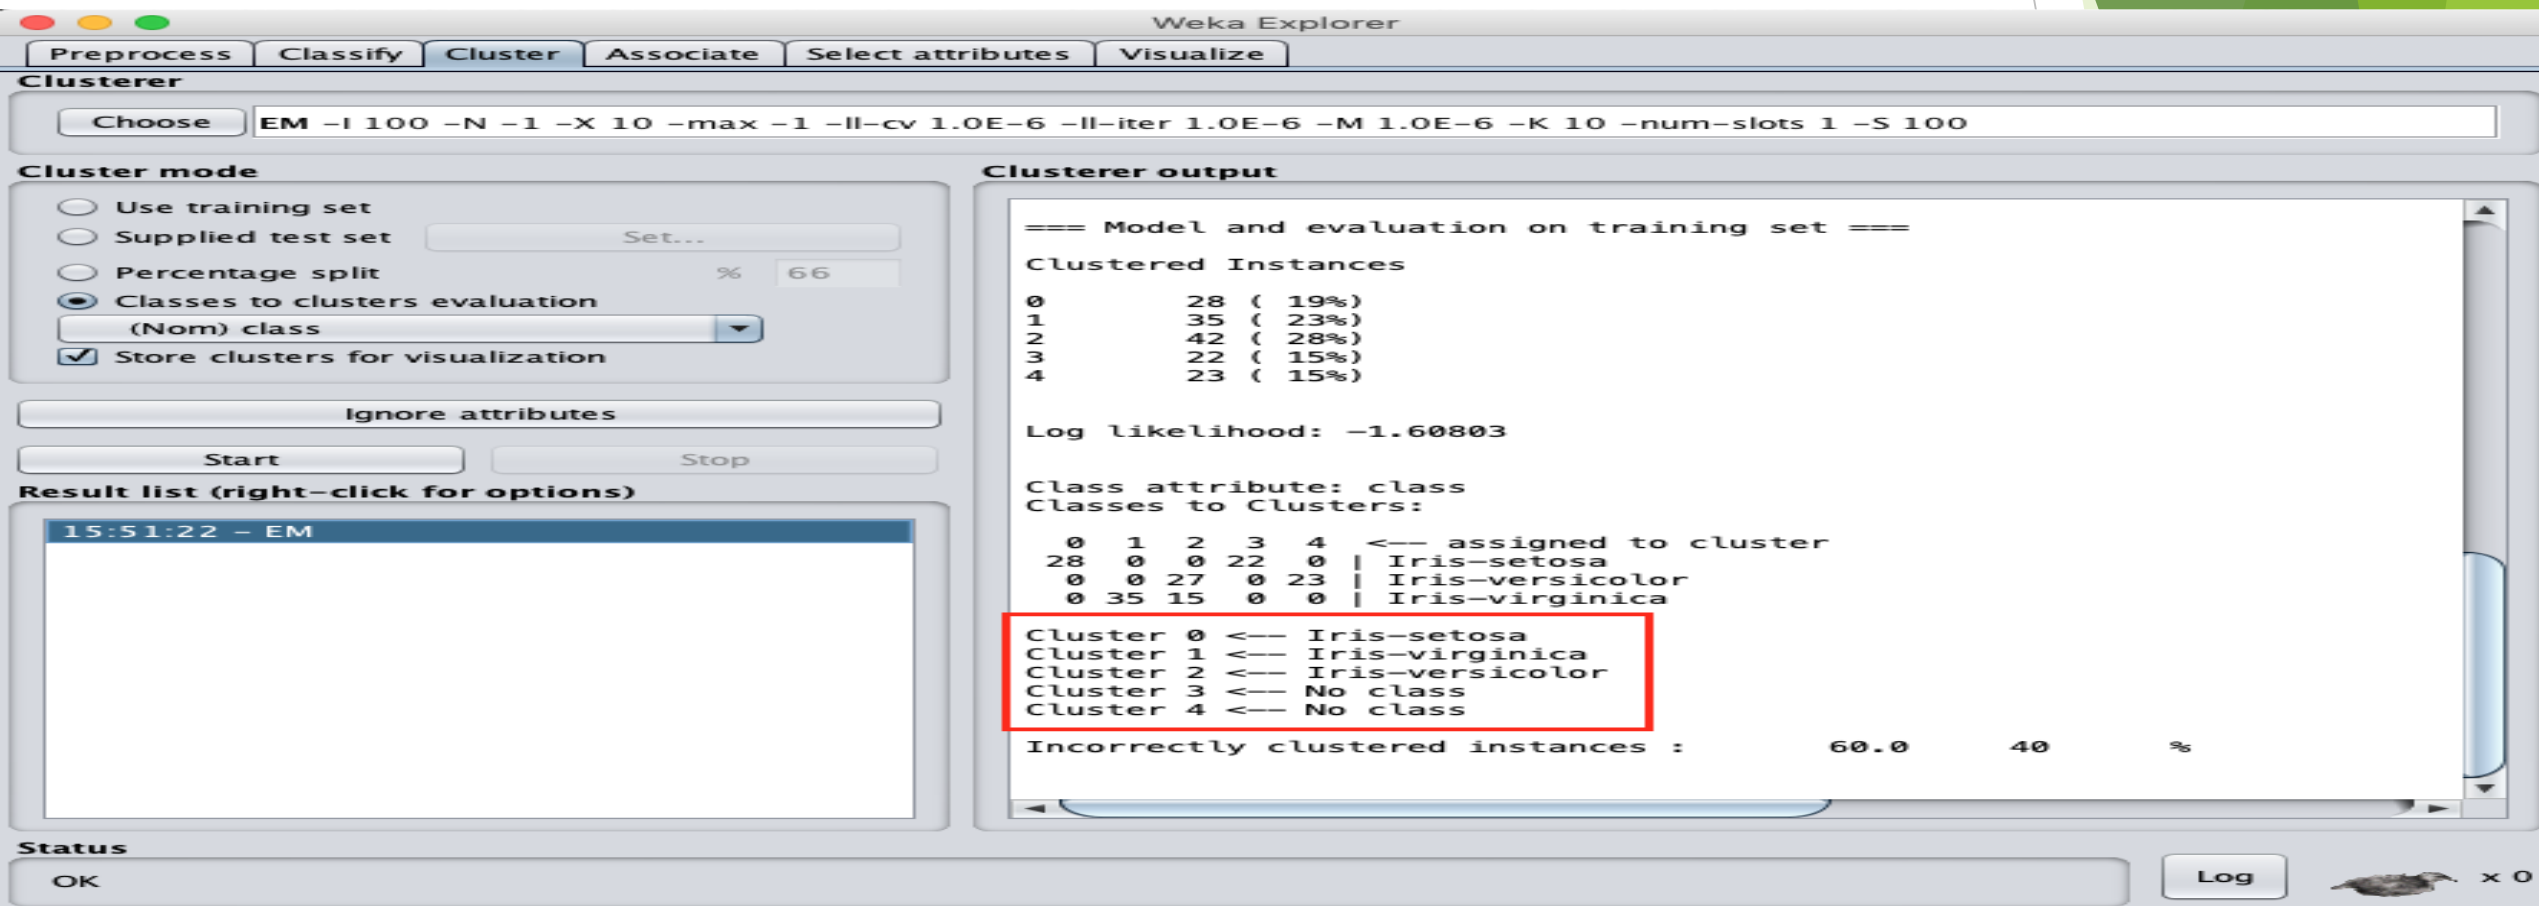 Weka Explorer
Preprocess Classify Cluster Associate Select attributes Visualize
Clusterer
Choose EM -I 100 -N -1 -X 10 -max -1 -ll-cv 1.0E-6 -ll-iter 1.0E-6 -M 1.0E-6 -K 10 -num-slots 1 -S 100
Cluster mode
Use training set
Supplied test set Set...
Percentage split % 66
Classes to clusters evaluation
(Nom) class
Store clusters for visualization
Ignore attributes
Start Stop
Result list (right-click for options)
15:51:22 - EM
Clusterer output
=== Model and evaluation on training set ===
Clustered Instances
0 28 ( 19%)
1 35 ( 23%)
2 42 ( 28%)
3 22 ( 15%)
4 23 ( 15%)
Log likelihood: -1.60803
Class attribute: class
Classes to Clusters:
0 1 2 3 4 <-- assigned to cluster
28 0 0 22 0 | Iris-setosa
0 0 27 0 23 | Iris-versicolor
0 35 15 0 0 | Iris-virginica
Cluster 0 <-- Iris-setosa
Cluster 1 <-- Iris-virginica
Cluster 2 <-- Iris-versicolor
Cluster 3 <-- No class
Cluster 4 <-- No class
Incorrectly clustered instances : 60.0 40 %
Status
OK
Log x 0